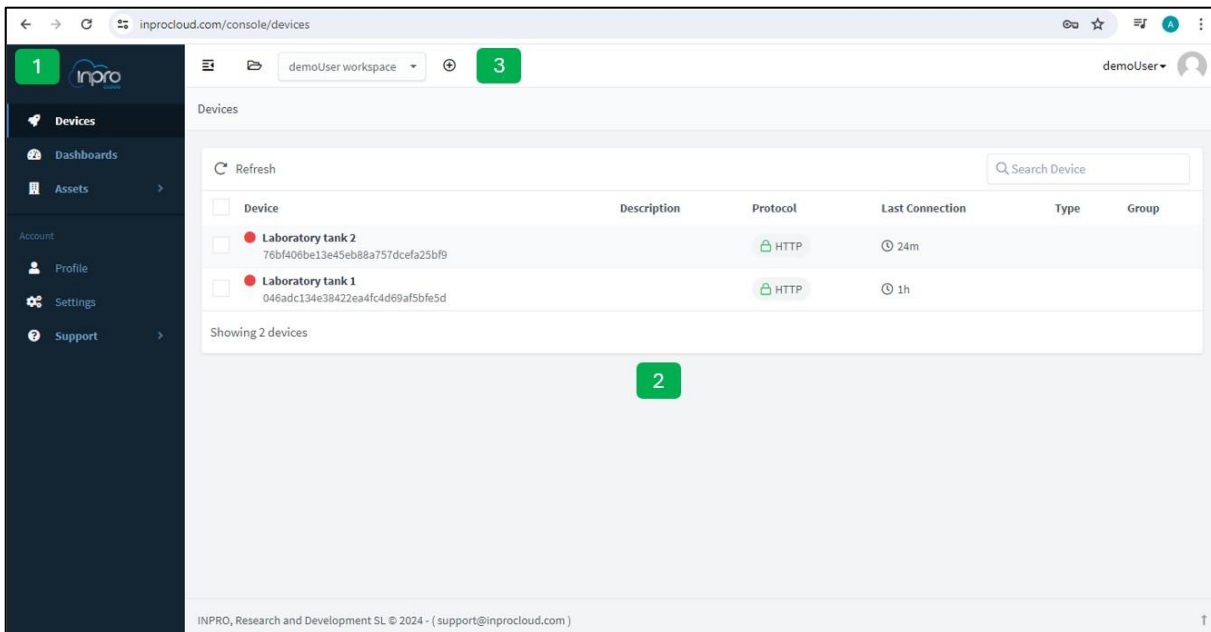 inprocloud.com/console/devices
A
1
Inpro
CLOUD
demoUser workspace
3
demoUser
Devices
Dashboards
Assets
Account
Profile
Settings
Support
Devices
Refresh
Search Device
Device Description Protocol Last Connection Type Group
Laboratory tank 2
76bf406be13e45eb88a757dcefa25bf9
HTTP
24m
Laboratory tank 1
046adc134e38422ea4fc4d69af5bfe5d
HTTP
1h
Showing 2 devices
2
INPRO, Research and Development SL © 2024 - ( support@inprocloud.com )